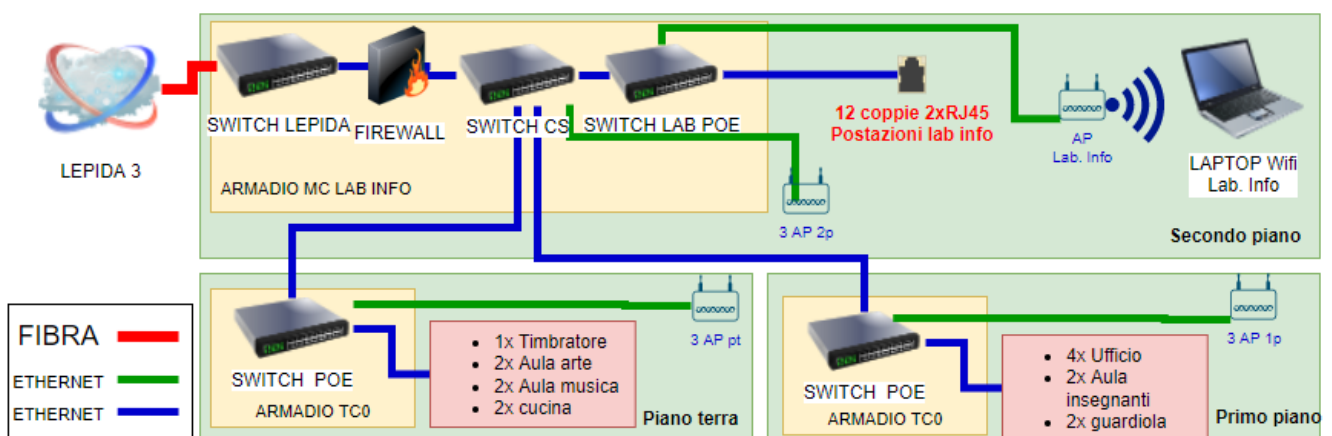 LEPIDA 3
SWITCH LEPIDA
FIREWALL
SWITCH CS
SWITCH LAB POE
ARMADIO MC LAB INFO
12 coppie 2xRJ45
Postazioni lab info
AP
Lab. Info
LAPTOP Wifi
Lab. Info
3 AP 2p
Secondo piano
FIBRA
ETHERNET
ETHERNET
SWITCH POE
ARMADIO TC0
3 AP pt
• 1x Timbratore
• 2x Aula arte
• 2x Aula musica
• 2x cucina
Piano terra
SWITCH POE
ARMADIO TC0
3 AP 1p
• 4x Ufficio
• 2x Aula
insegnanti
• 2x guardiola
Primo piano